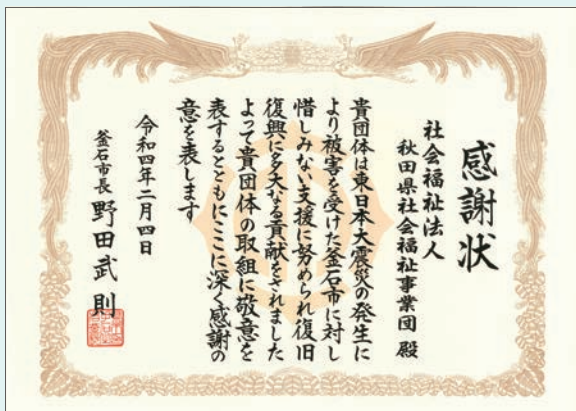 感謝状
社会福祉法人
秋田県社会福祉事業団 殿
貴団体は東日本大震災の発生に
より被害を受けた釜石市に対し
惜しみない支援に努められ復旧
復興に多大なる貢献をされました
よって貴団体の取組に敬意を
表するとともにここに深く感謝の
意を表します
令和四年二月四日
釜石市長 野田武則